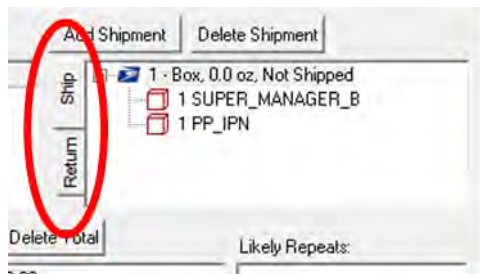 Add Shipment Delete Shipment
Ship
1 - Box, 0.0 oz, Not Shipped
1 SUPER_MANAGER_B
1 PP_IPN
Return
Delete Total
Likely Repeats: